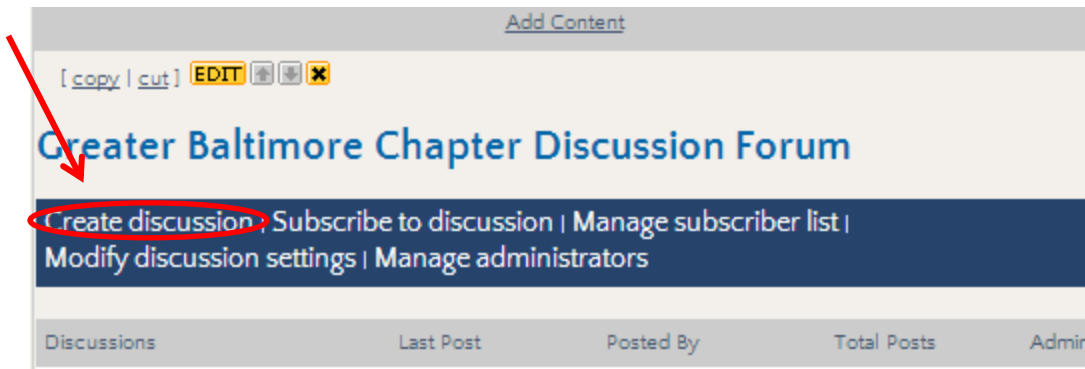 Add Content
[ copy | cut ] EDIT
Greater Baltimore Chapter Discussion Forum
Create discussion | Subscribe to discussion | Manage subscriber list |
Modify discussion settings | Manage administrators
Discussions Last Post Posted By Total Posts Admin